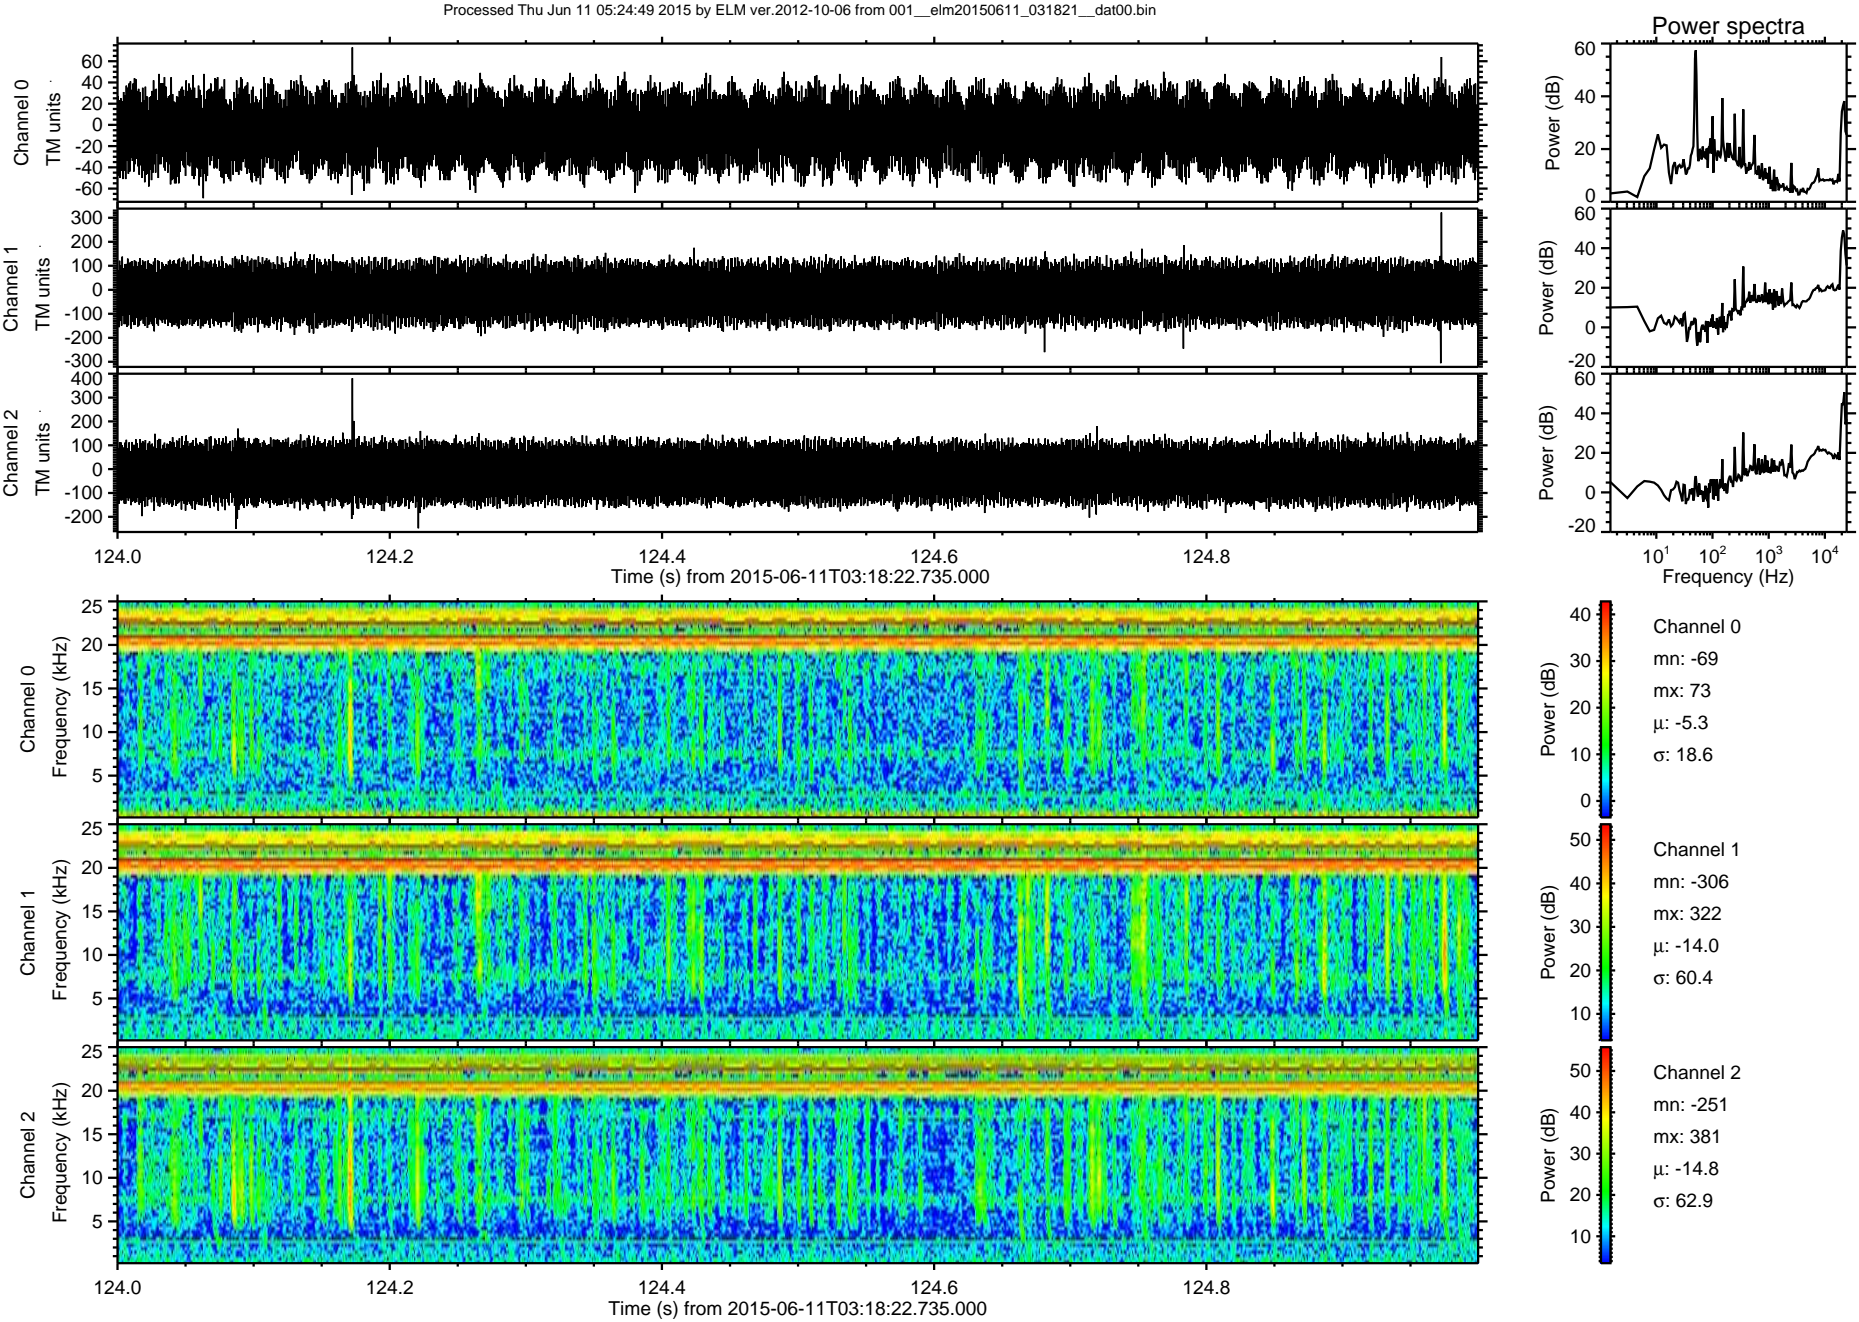 Processed Thu Jun 11 05:24:49 2015 by ELM ver.2012-10-06 from 001__elm20150611_031821__dat00.bin
Power spectra
Channel 0
TM units
60
40
20
0
-20
-40
-60
Power (dB)
60
40
20
0
Channel 1
TM units
300
200
100
0
-100
-200
-300
Power (dB)
60
40
20
0
-20
Channel 2
TM units
400
300
200
100
0
-100
-200
Power (dB)
60
40
20
0
-20
124.0
124.2
124.4
124.6
124.8
Time (s) from 2015-06-11T03:18:22.735.000
10^1
10^2
10^3
10^4
Frequency (Hz)
Channel 0
Frequency (kHz)
25
20
15
10
5
Power (dB)
40
30
20
10
0
Channel 0
mn: -69
mx: 73
μ: -5.3
σ: 18.6
Channel 1
Frequency (kHz)
25
20
15
10
5
Power (dB)
50
40
30
20
10
Channel 1
mn: -306
mx: 322
μ: -14.0
σ: 60.4
Channel 2
Frequency (kHz)
25
20
15
10
5
Power (dB)
50
40
30
20
10
Channel 2
mn: -251
mx: 381
μ: -14.8
σ: 62.9
124.0
124.2
124.4
124.6
124.8
Time (s) from 2015-06-11T03:18:22.735.000